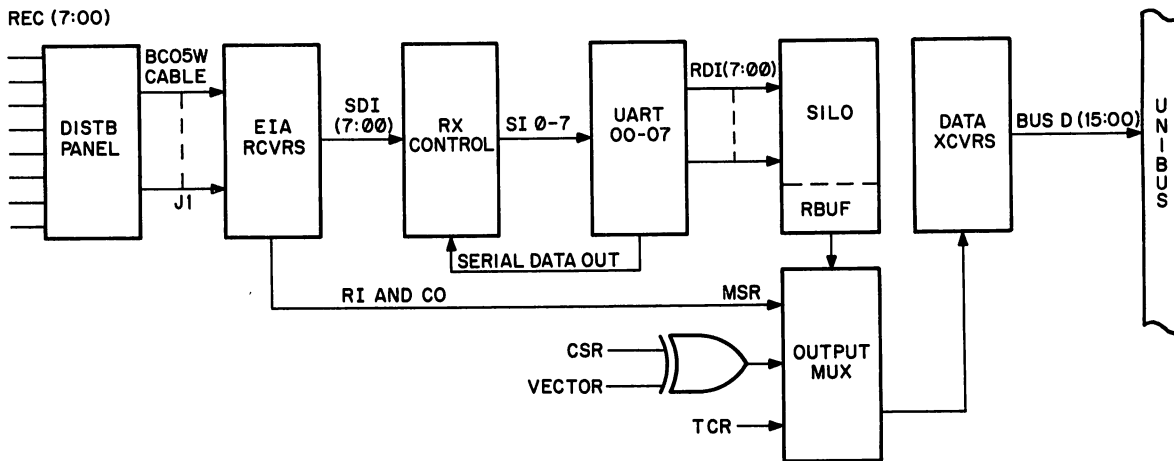 REC (7:00)
DISTB
PANEL
BC05W
CABLE
J1
EIA
RCVRS
SDI
(7:00)
RX
CONTROL
SI 0-7
UART
00-07
SERIAL DATA OUT
RDI(7:00)
SILO
RBUF
DATA
XCVRS
BUS D (15:00)
UNIBUS
RI AND CO
MSR
CSR
VECTOR
TCR
OUTPUT
MUX